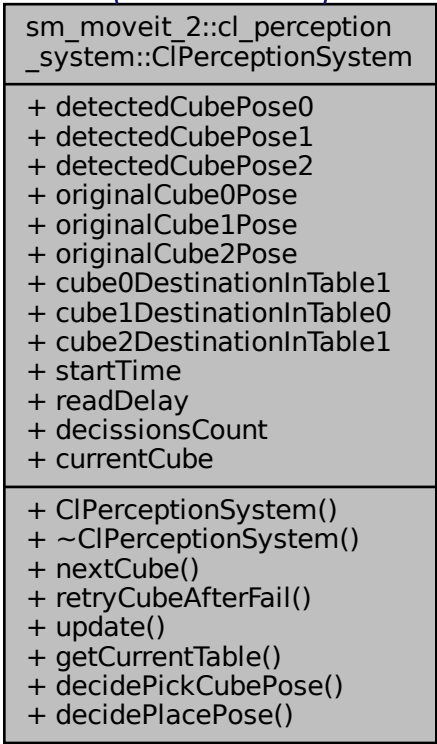 sm_moveit_2::cl_perception
_system::ClPerceptionSystem
+ detectedCubePose0
+ detectedCubePose1
+ detectedCubePose2
+ originalCube0Pose
+ originalCube1Pose
+ originalCube2Pose
+ cube0DestinationInTable1
+ cube1DestinationInTable0
+ cube2DestinationInTable1
+ startTime
+ readDelay
+ decissionsCount
+ currentCube
+ ClPerceptionSystem()
+ ~ClPerceptionSystem()
+ nextCube()
+ retryCubeAfterFail()
+ update()
+ getCurrentTable()
+ decidePickCubePose()
+ decidePlacePose()